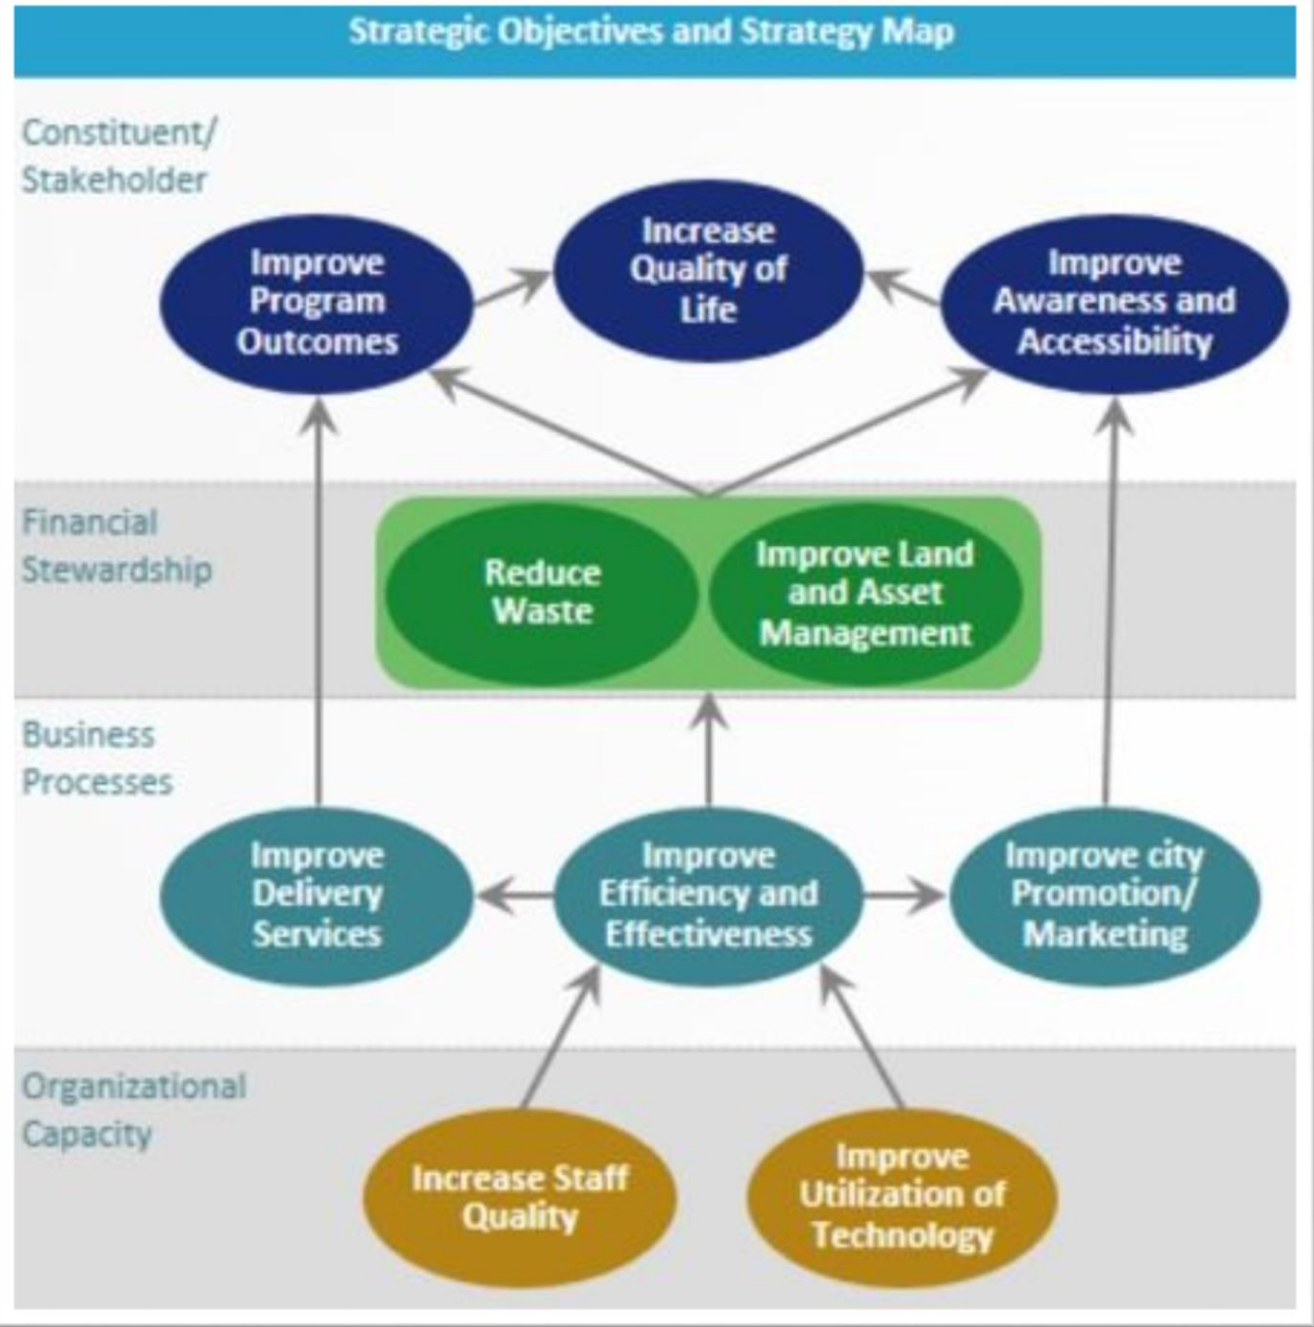 Strategic Objectives and Strategy Map
Constituent/
Stakeholder
Improve
Program
Outcomes
Increase
Quality of
Life
Improve
Awareness and
Accessibility
Financial
Stewardship
Reduce
Waste
Improve Land
and Asset
Management
Business
Processes
Improve
Delivery
Services
Improve
Efficiency and
Effectiveness
Improve city
Promotion/
Marketing
Organizational
Capacity
Increase Staff
Quality
Improve
Utilization of
Technology